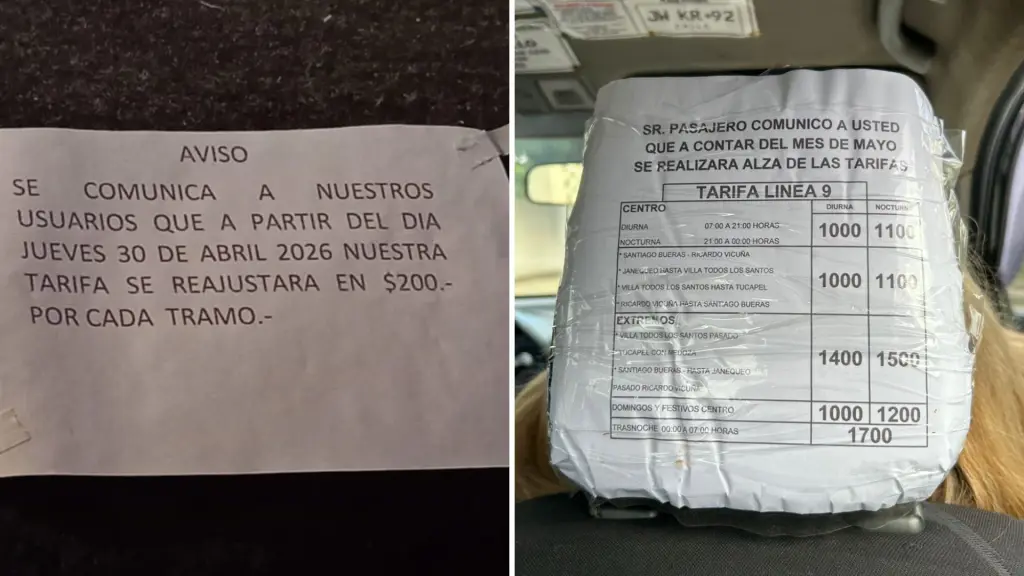 AVISO
SE COMUNICA A NUESTROS
USUARIOS QUE A PARTIR DEL DIA
JUEVES 30 DE ABRIL 2026 NUESTRA
TARIFA SE REAJUSTARA EN $200.-
POR CADA TRAMO.-
JW KR•92
SR. PASAJERO COMUNICO A USTED
QUE A CONTAR DEL MES DE MAYO
SE REALIZARA ALZA DE LAS TARIFAS
TARIFA LINEA 9
CENTRO DIURNA NOCTURN
DIURNA 07:00 A 21:00 HORAS 1000 1100
NOCTURNA 21:00 A 00:00 HORAS
* SANTIAGO BUERAS - RICARDO VICUÑA
* JANEQUEO HASTA VILLA TODOS LOS SANTOS 1000 1100
* VILLA TODOS LOS SANTOS HASTA TUCAPEL
* RICARDO VICUÑA HASTA SANTIAGO BUERAS
EXTREMOS
* VILLA TODOS LOS SANTOS PASADO
TUCAPEL CON MENDOZA 1400 1500
* SANTIAGO BUERAS - HASTA JANEQUEO
PASADO RICARDO VICUÑA
DOMINGOS Y FESTIVOS CENTRO 1000 1200
TRASNOCHE 00:00 A 07:00 HORAS 1700